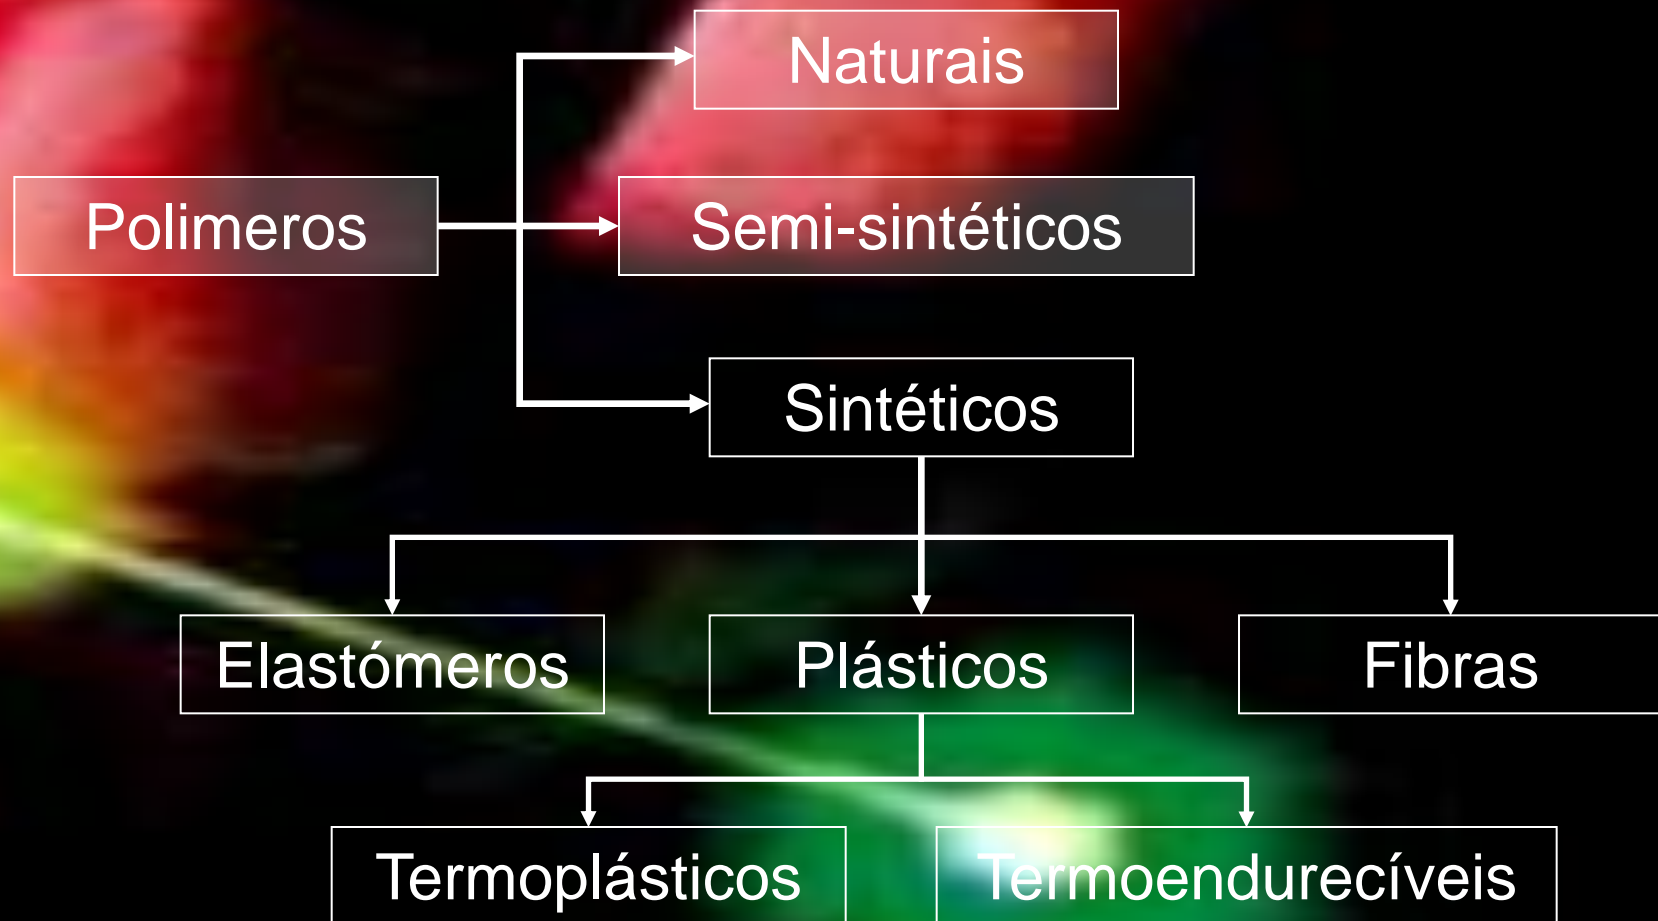 Naturais
Polimeros
Semi-sintéticos
Sintéticos
Elastómeros
Plásticos
Fibras
Termoplásticos
Termoendurecíveis